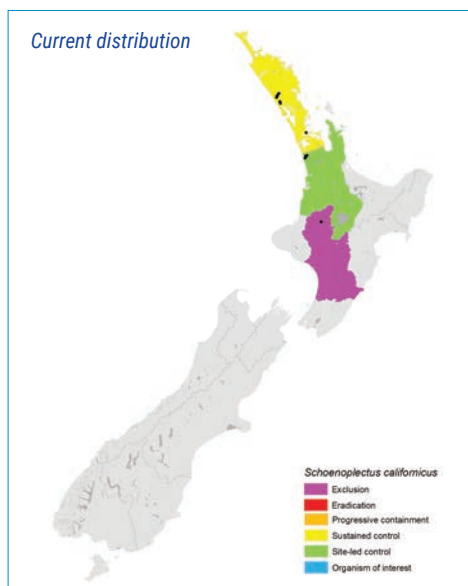 Current distribution
Schoenoplectus californicus
Exclusion
Eradication
Progressive containment
Sustained control
Site-led control
Organism of interest